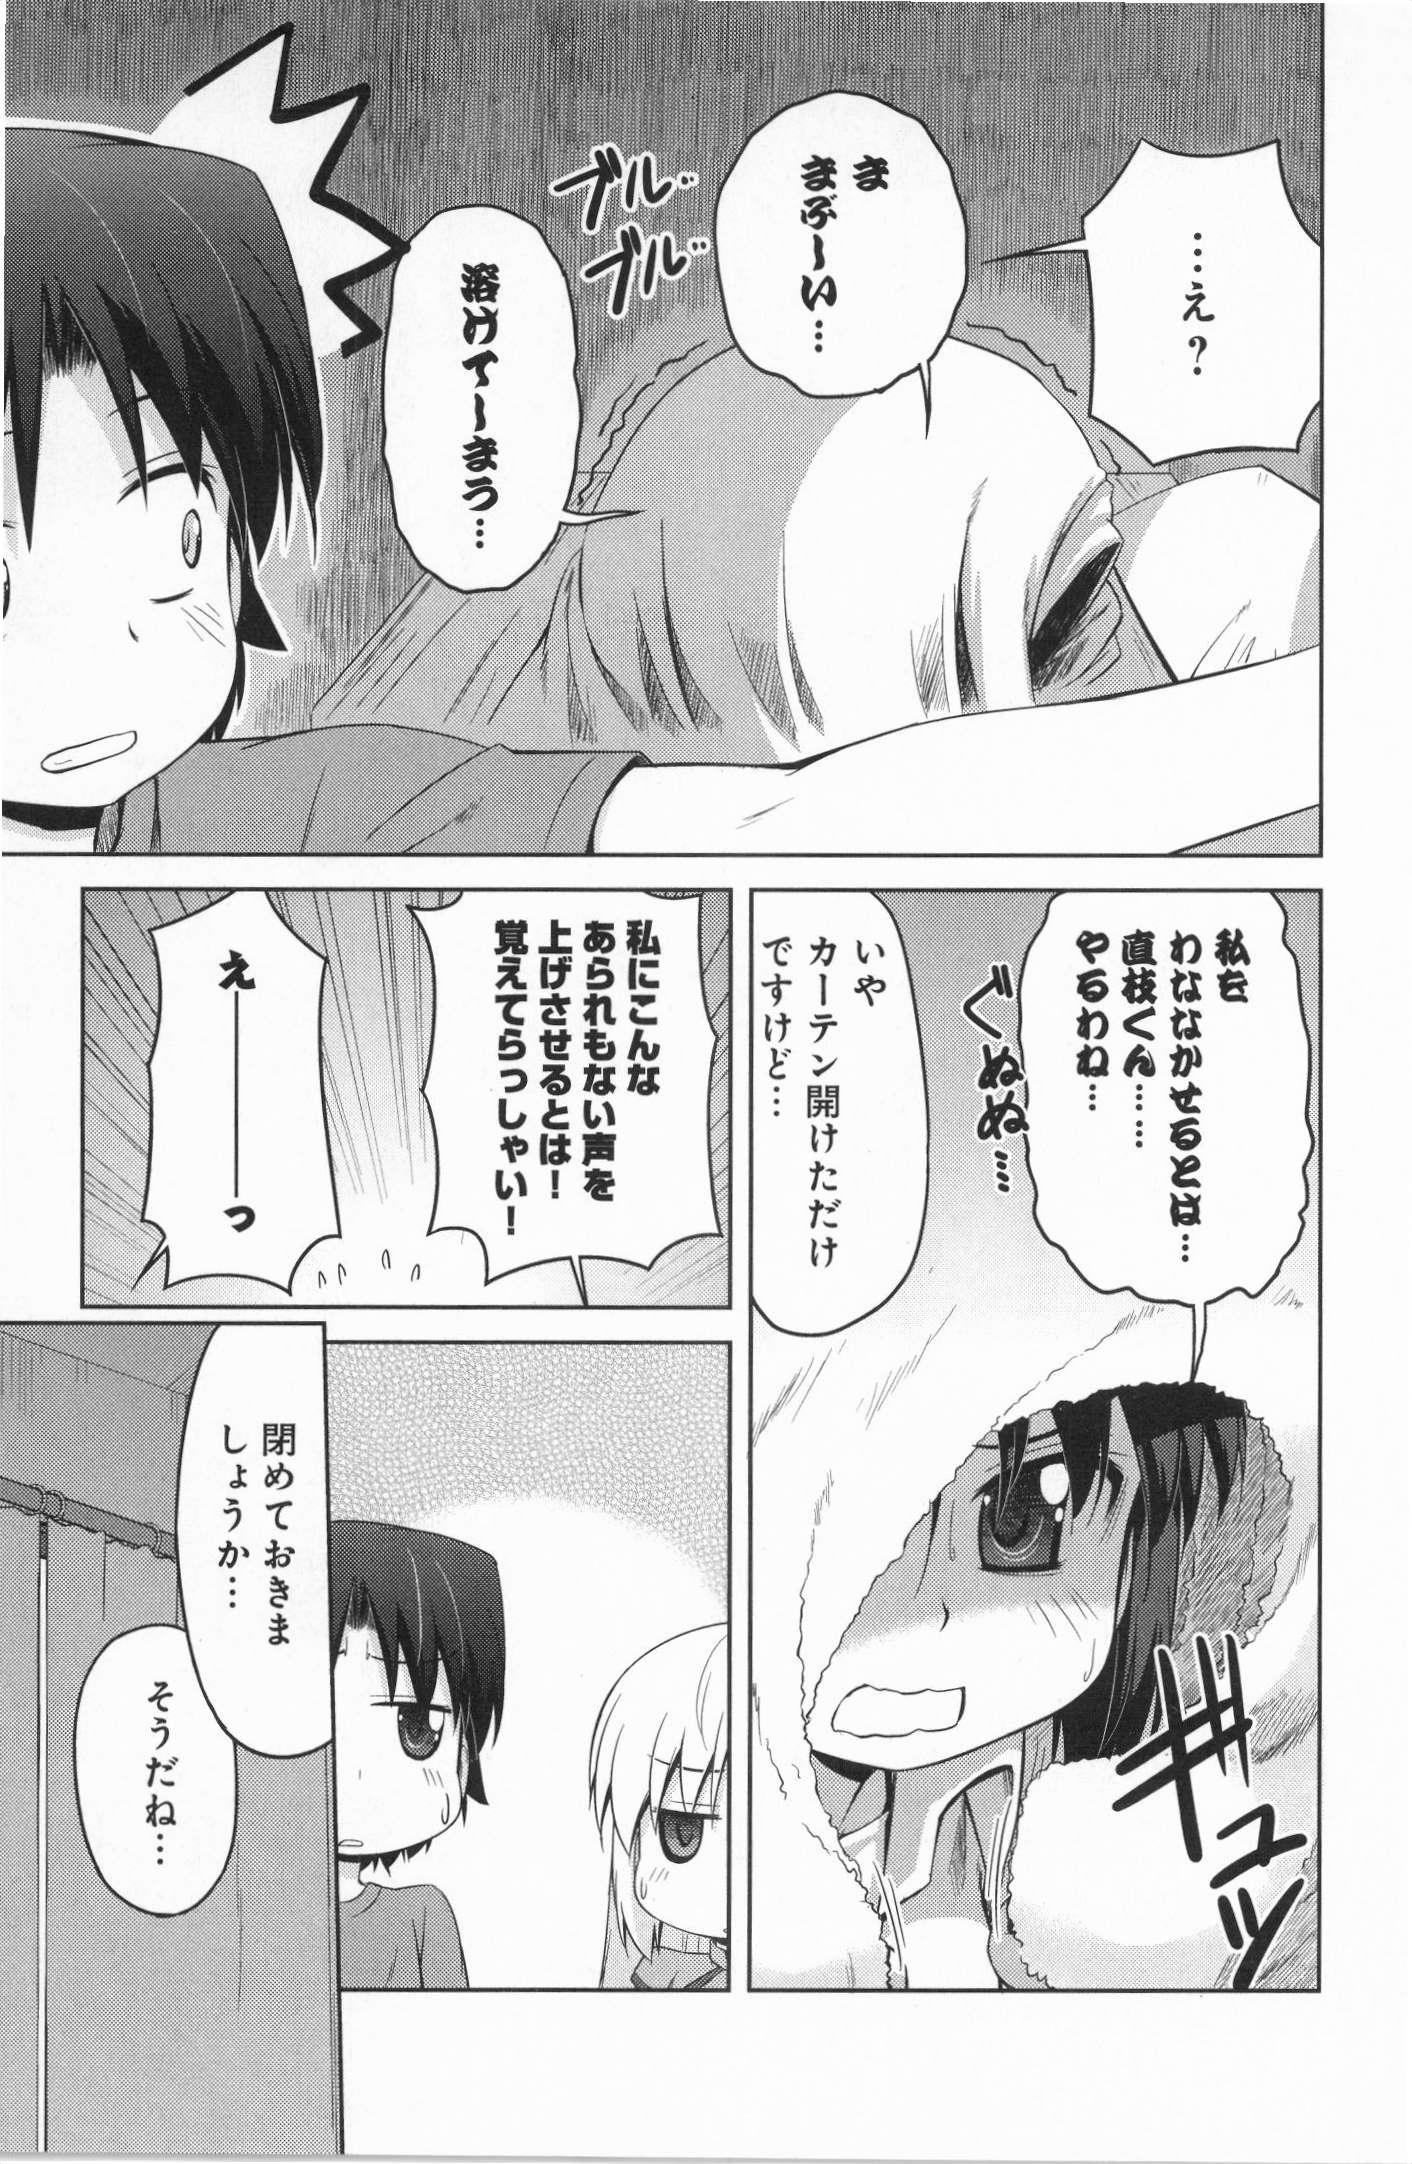 …え？
ま
まぶ～い…
ブル‥
ブル‥
溶けて～まう…
私を
わななかせるとは…
直枝くん……
やるわね…
ぐぬぬ…
いや
カーテン開けただけ
ですけど…
ギュッ
私にこんな
あられもない声を
上げさせるとは！
覚えてらっしゃい！
え――――っ
閉めておきま
しょうか…
そうだね…